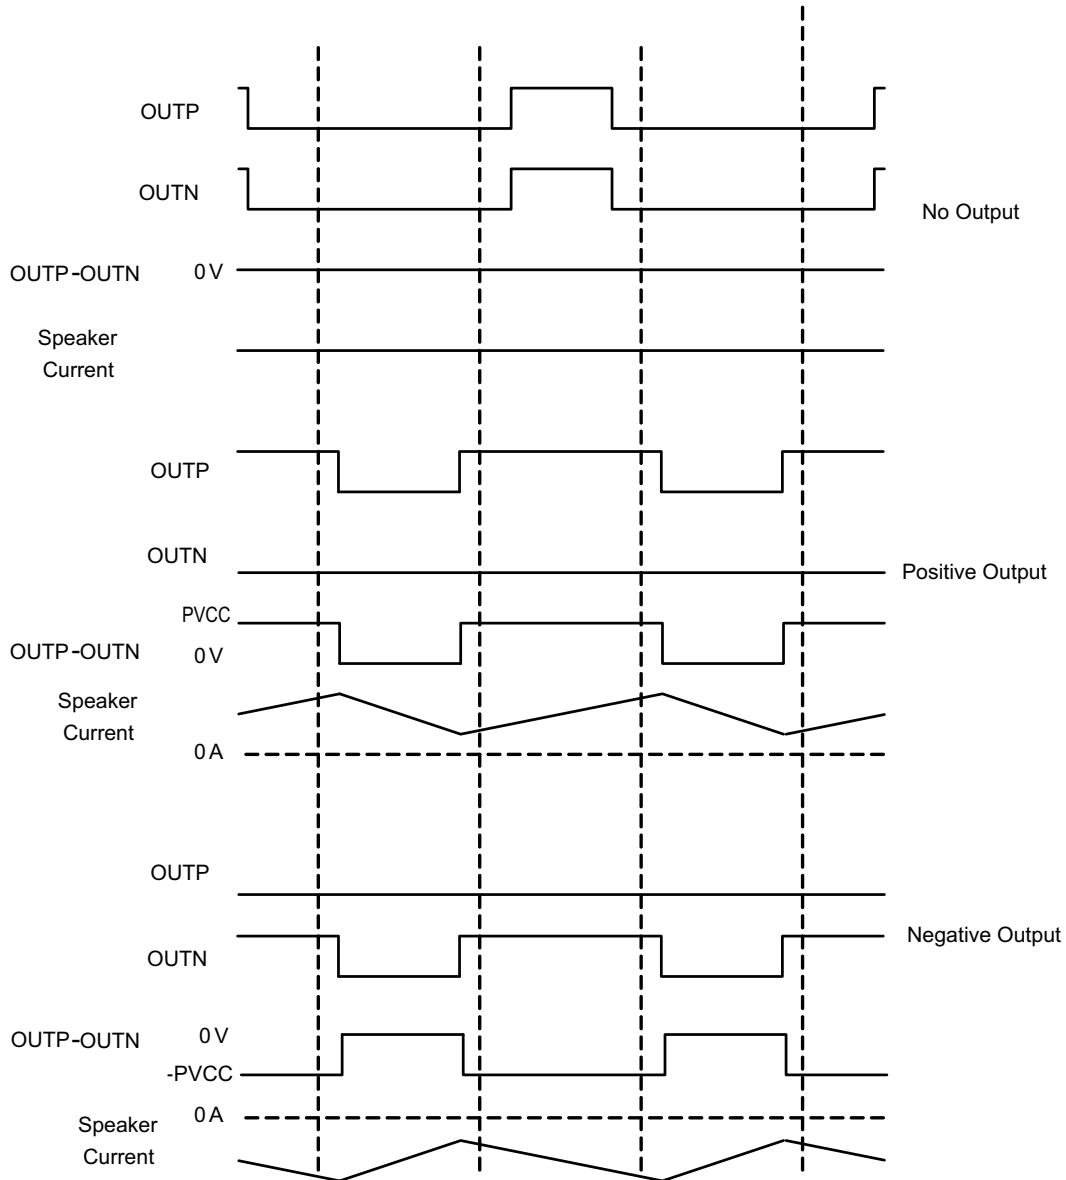 OUTP
OUTN
No Output
OUTP-OUTN 0 V
Speaker
Current
OUTP
OUTN
Positive Output
PVCC
OUTP-OUTN 0 V
Speaker
Current
0 A
OUTP
Negative Output
OUTN
OUTP-OUTN 0 V
-PVCC
0 A
Speaker
Current